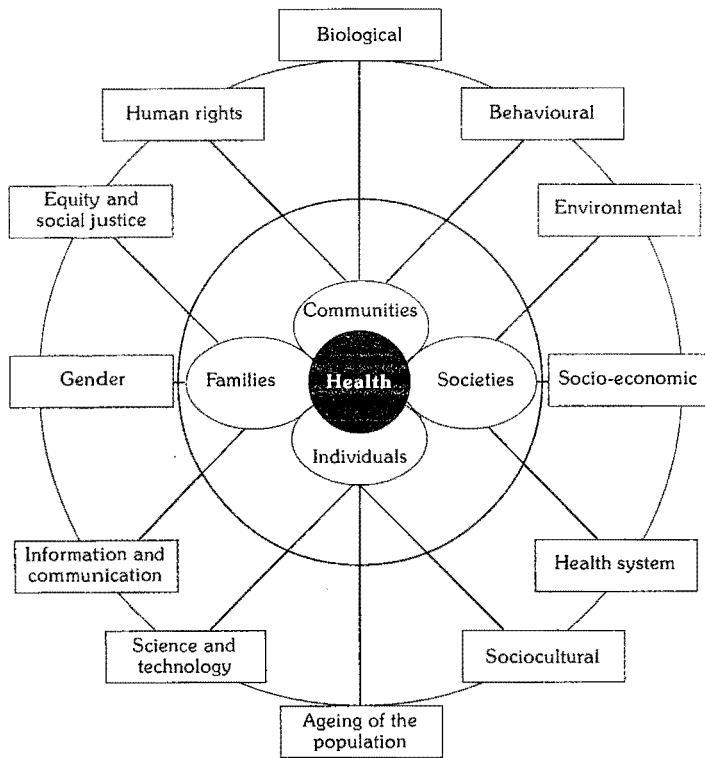 Biological
Human rights
Behavioural
Equity and
social justice
Environmental
Communities
Gender
Families
Health
Societies
Socio-economic
Individuals
Information and
communication
Health system
Science and
technology
Sociocultural
Ageing of the
population